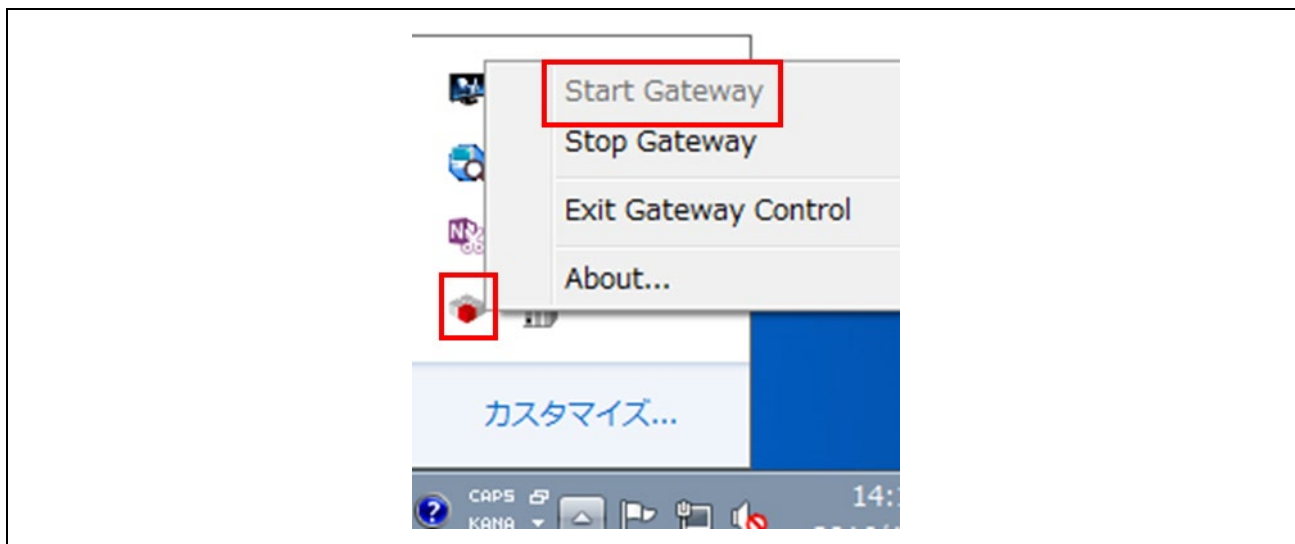 Start Gateway
Stop Gateway
Exit Gateway Control
About...
カスタマイズ...
CAPS
KANA
14: